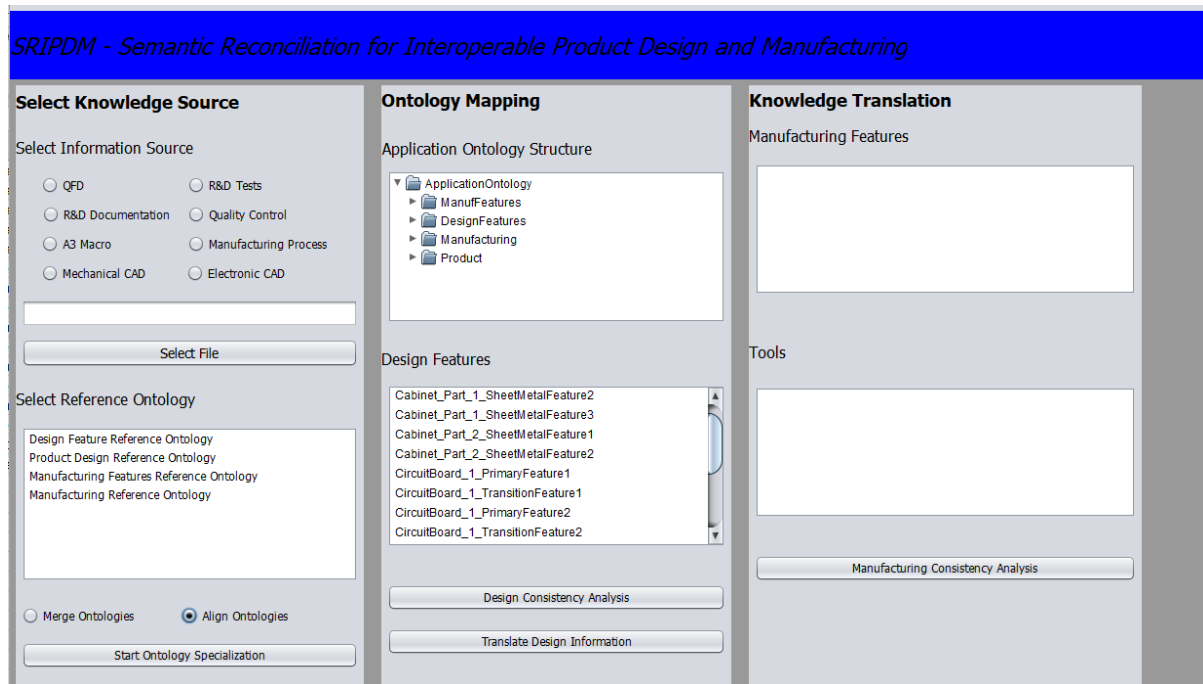 SRIPDM - Semantic Reconciliation for Interoperable Product Design and Manufacturing
Select Knowledge Source
Select Information Source
QFD
R&D Tests
R&D Documentation
Quality Control
A3 Macro
Manufacturing Process
Mechanical CAD
Electronic CAD
Select File
Select Reference Ontology
Design Feature Reference Ontology
Product Design Reference Ontology
Manufacturing Features Reference Ontology
Manufacturing Reference Ontology
Merge Ontologies
Align Ontologies
Start Ontology Specialization
Ontology Mapping
Application Ontology Structure
ApplicationOntology
ManufFeatures
DesignFeatures
Manufacturing
Product
Design Features
Cabinet_Part_1_SheetMetalFeature2
Cabinet_Part_1_SheetMetalFeature3
Cabinet_Part_2_SheetMetalFeature1
Cabinet_Part_2_SheetMetalFeature2
CircuitBoard_1_PrimaryFeature1
CircuitBoard_1_TransitionFeature1
CircuitBoard_1_PrimaryFeature2
CircuitBoard_1_TransitionFeature2
Design Consistency Analysis
Translate Design Information
Knowledge Translation
Manufacturing Features
Tools
Manufacturing Consistency Analysis